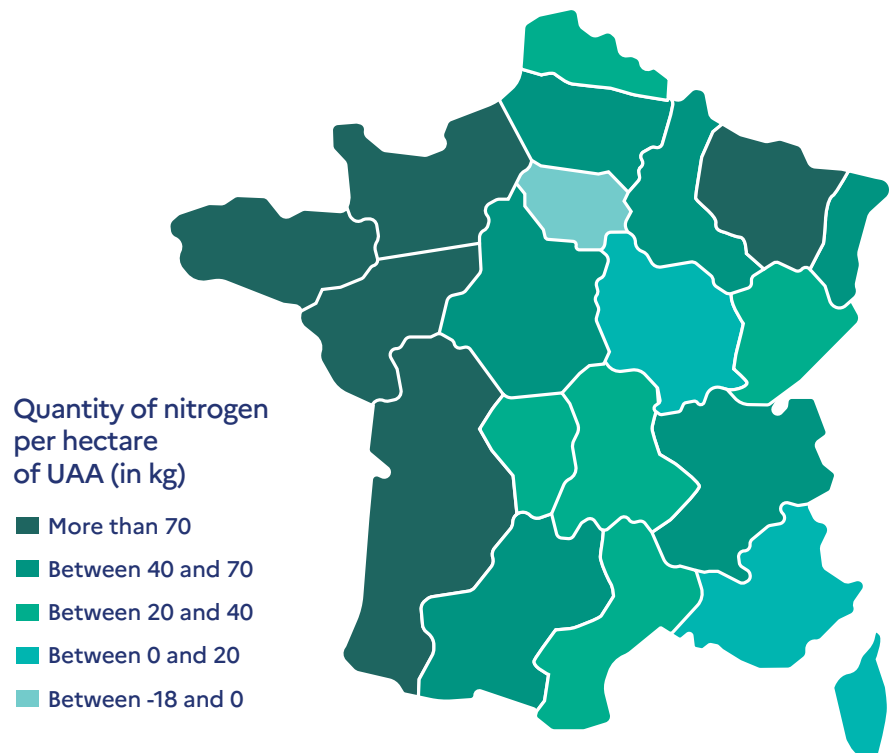 Quantity of nitrogen
per hectare
of UAA (in kg)
More than 70
Between 40 and 70
Between 20 and 40
Between 0 and 20
Between -18 and 0